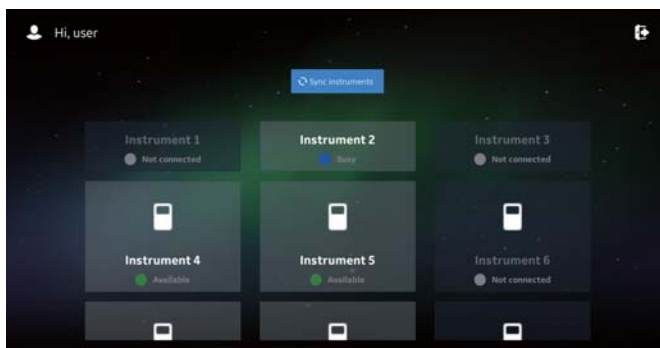 Hi, user
Sync instruments
Instrument 1
Not connected
Instrument 2
Busy
Instrument 3
Not connected
Instrument 4
Available
Instrument 5
Available
Instrument 6
Not connected